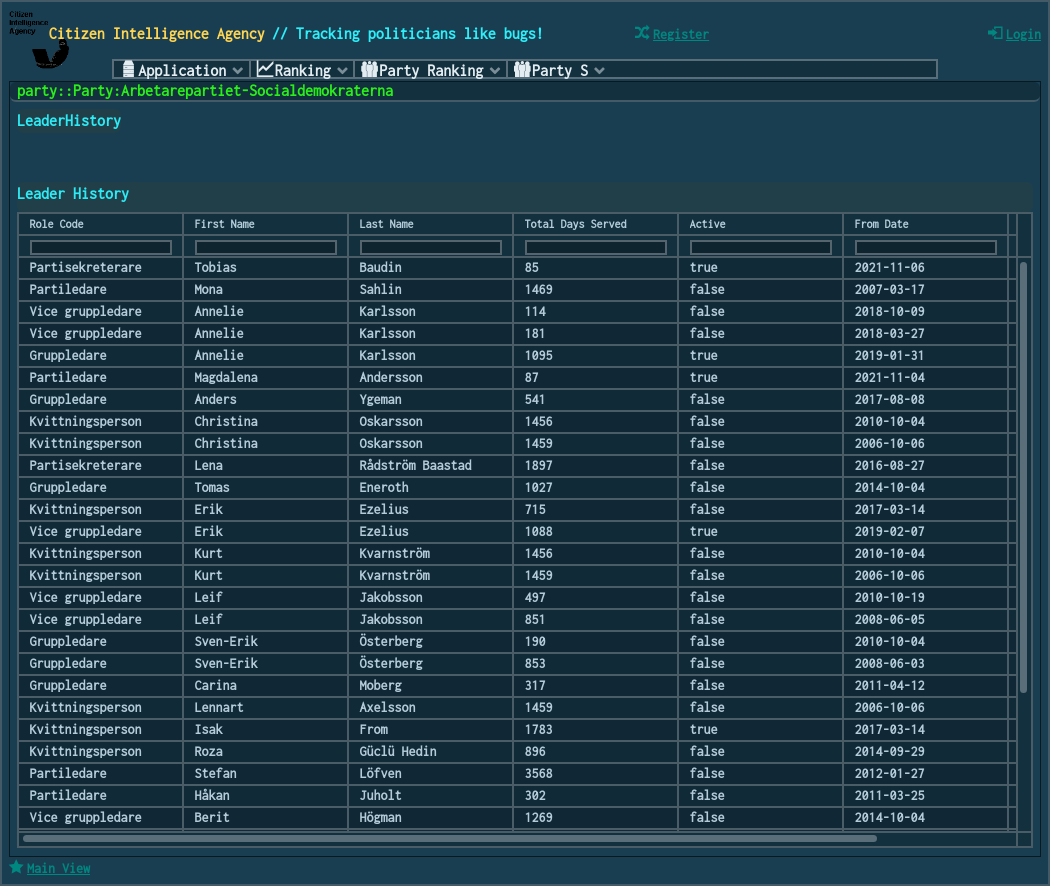 Citizen
Intelligence
Agency
Citizen Intelligence Agency // Tracking politicians like bugs!
Register
Login
Application Ranking Party Ranking Party S
party::Party:Arbetarepartiet-Socialdemokraterna
LeaderHistory
Leader History
Role Code First Name Last Name Total Days Served Active From Date
Partisekreterare Tobias Baudin 85 true 2021-11-06
Partiledare Mona Sahlin 1469 false 2007-03-17
Vice gruppledare Annelie Karlsson 114 false 2018-10-09
Vice gruppledare Annelie Karlsson 181 false 2018-03-27
Gruppledare Annelie Karlsson 1095 true 2019-01-31
Partiledare Magdalena Andersson 87 true 2021-11-04
Gruppledare Anders Ygeman 541 false 2017-08-08
Kvittningsperson Christina Oskarsson 1456 false 2010-10-04
Kvittningsperson Christina Oskarsson 1459 false 2006-10-06
Partisekreterare Lena Rådström Baastad 1897 false 2016-08-27
Gruppledare Tomas Eneroth 1027 false 2014-10-04
Kvittningsperson Erik Ezelius 715 false 2017-03-14
Vice gruppledare Erik Ezelius 1088 true 2019-02-07
Kvittningsperson Kurt Kvarnström 1456 false 2010-10-04
Kvittningsperson Kurt Kvarnström 1459 false 2006-10-06
Vice gruppledare Leif Jakobsson 497 false 2010-10-19
Vice gruppledare Leif Jakobsson 851 false 2008-06-05
Gruppledare Sven-Erik Österberg 190 false 2010-10-04
Gruppledare Sven-Erik Österberg 853 false 2008-06-03
Gruppledare Carina Moberg 317 false 2011-04-12
Kvittningsperson Lennart Axelsson 1459 false 2006-10-06
Kvittningsperson Isak From 1783 true 2017-03-14
Kvittningsperson Roza Güclü Hedin 896 false 2014-09-29
Partiledare Stefan Löfven 3568 false 2012-01-27
Partiledare Håkan Juholt 302 false 2011-03-25
Vice gruppledare Berit Högman 1269 false 2014-10-04
Main View